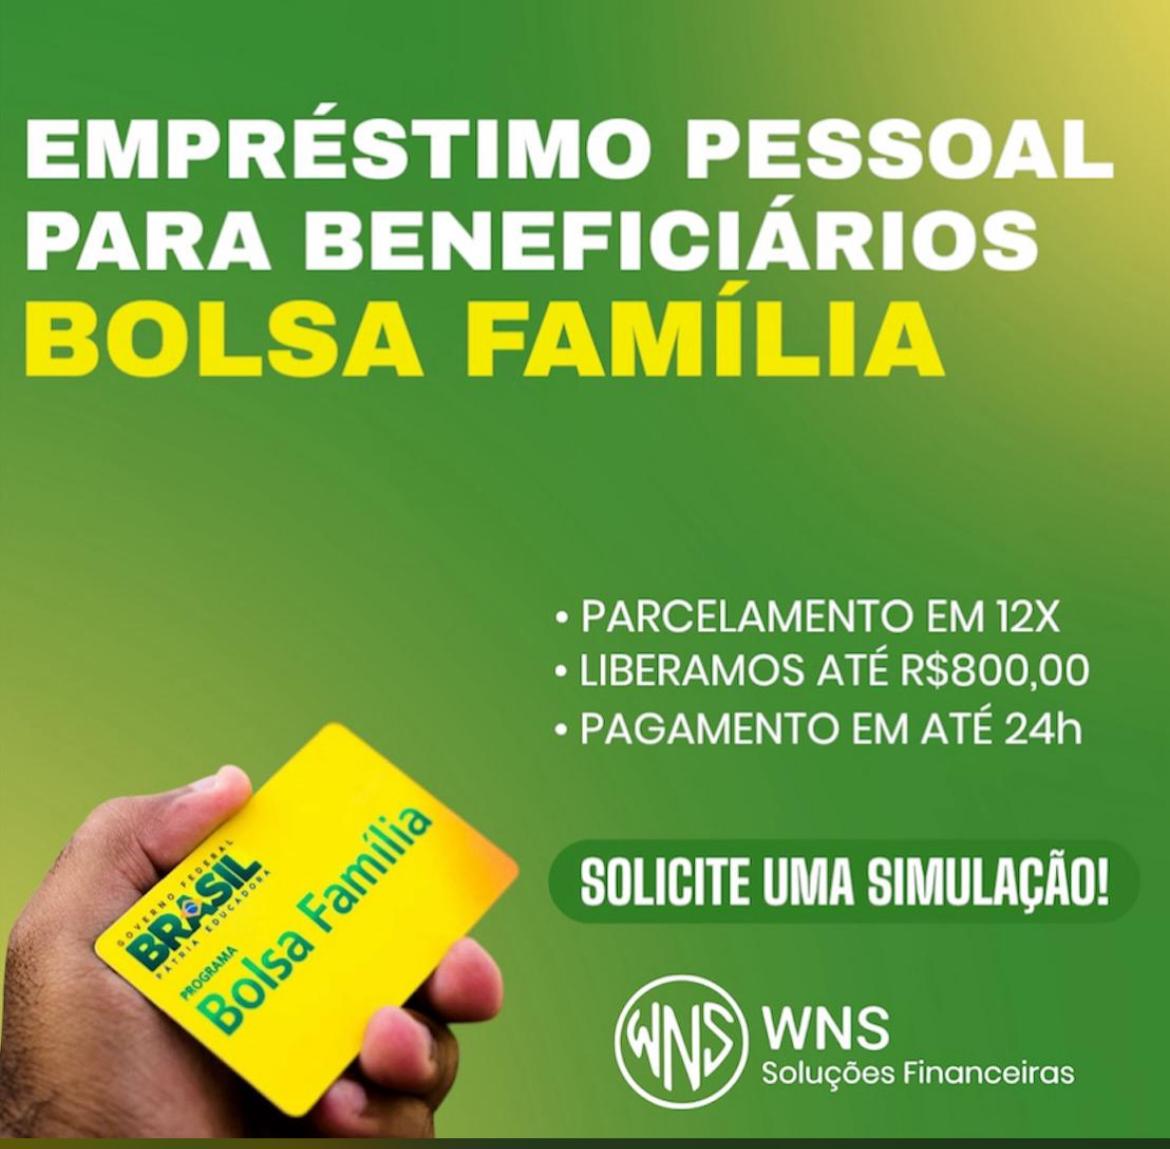 EMPRÉSTIMO PESSOAL
PARA BENEFICIÁRIOS
BOLSA FAMÍLIA
• PARCELAMENTO EM 12X
• LIBERAMOS ATÉ R$800,00
• PAGAMENTO EM ATÉ 24h
GOVERNO FEDERAL
BRASIL
PÁTRIA EDUCADORA
PROGRAMA
Bolsa Família
SOLICITE UMA SIMULAÇÃO!
WNS
WNS
Soluções Financeiras